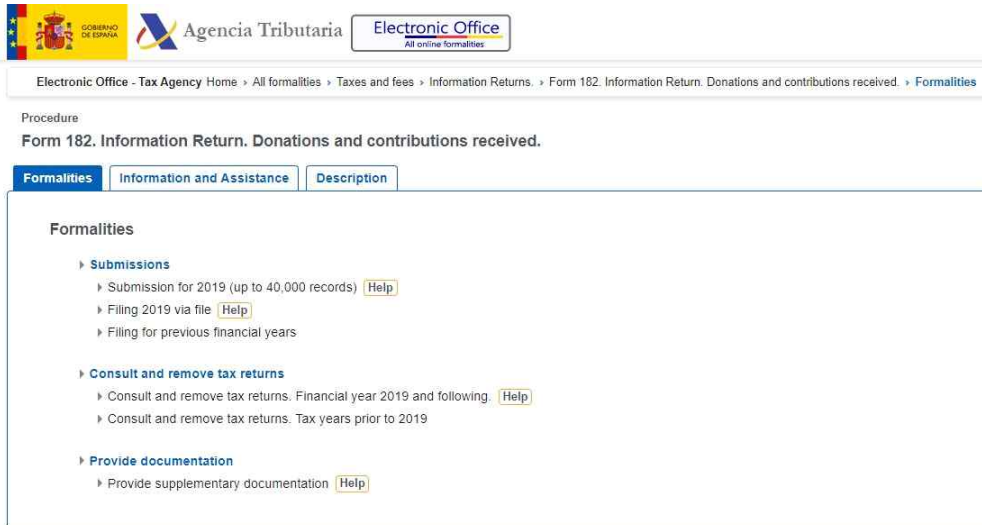 GOBIERNO
DE ESPAÑA
Agencia Tributaria
Electronic Office
All online formalities
Electronic Office - Tax Agency Home › All formalities › Taxes and fees › Information Returns. › Form 182. Information Return. Donations and contributions received. › Formalities
Procedure
Form 182. Information Return. Donations and contributions received.
Formalities Information and Assistance Description
Formalities
Submissions
Submission for 2019 (up to 40,000 records) Help
Filing 2019 via file Help
Filing for previous financial years
Consult and remove tax returns
Consult and remove tax returns. Financial year 2019 and following. Help
Consult and remove tax returns. Tax years prior to 2019
Provide documentation
Provide supplementary documentation Help